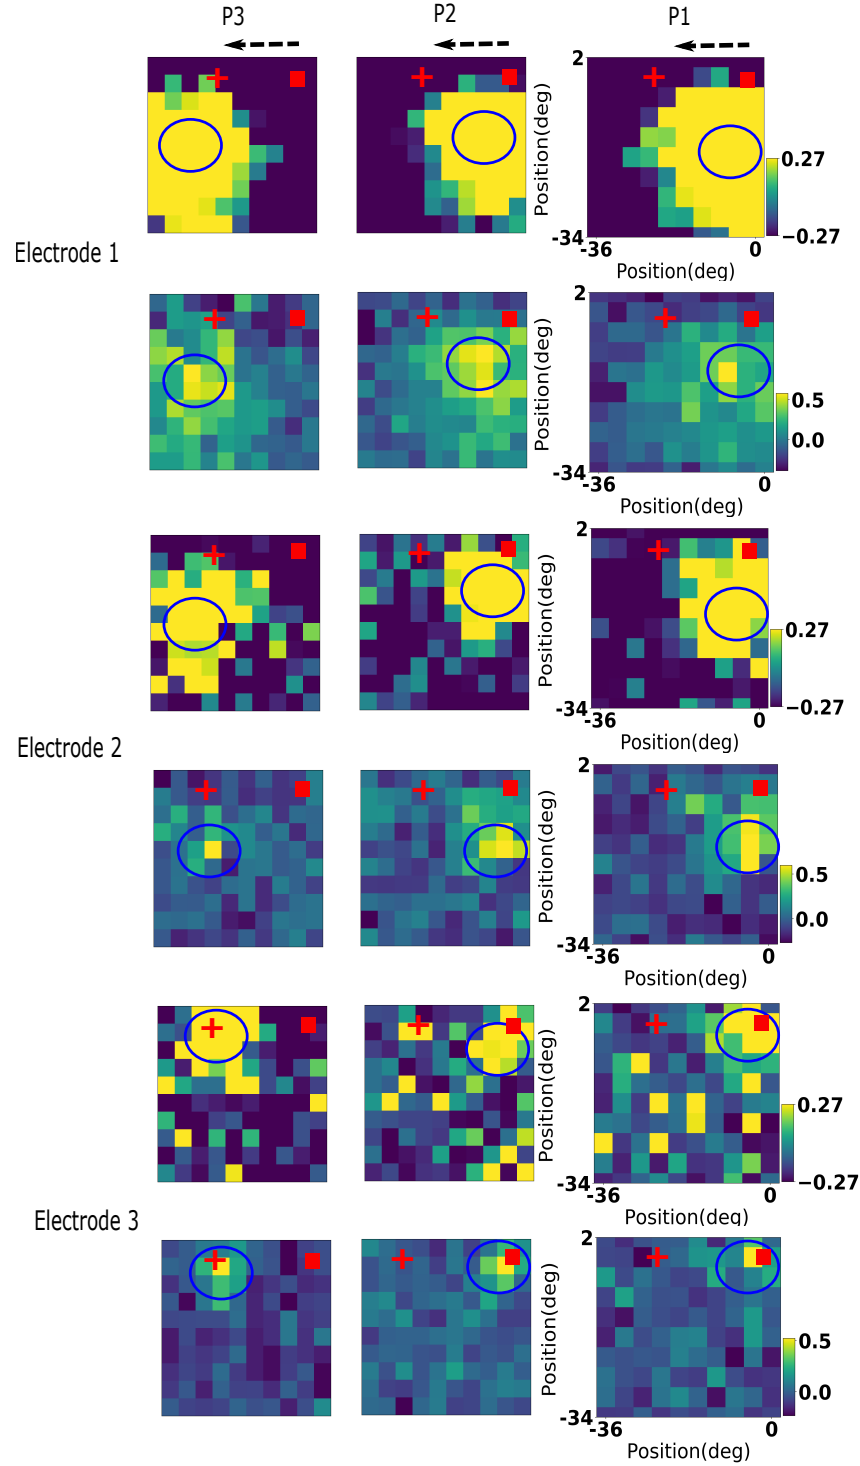 P3 P2 P1
2
Position(deg)
0.27
−0.27
-34
-36 0
Position(deg)
Electrode 1
2
Position(deg)
0.5
0.0
-34
-36 0
Position(deg)
2
Position(deg)
0.27
−0.27
-34
-36 0
Position(deg)
Electrode 2
2
Position(deg)
0.5
0.0
-34
-36 0
Position(deg)
2
Position(deg)
0.27
−0.27
-34
-36 0
Position(deg)
Electrode 3
2
Position(deg)
0.5
0.0
-34
-36 0
Position(deg)